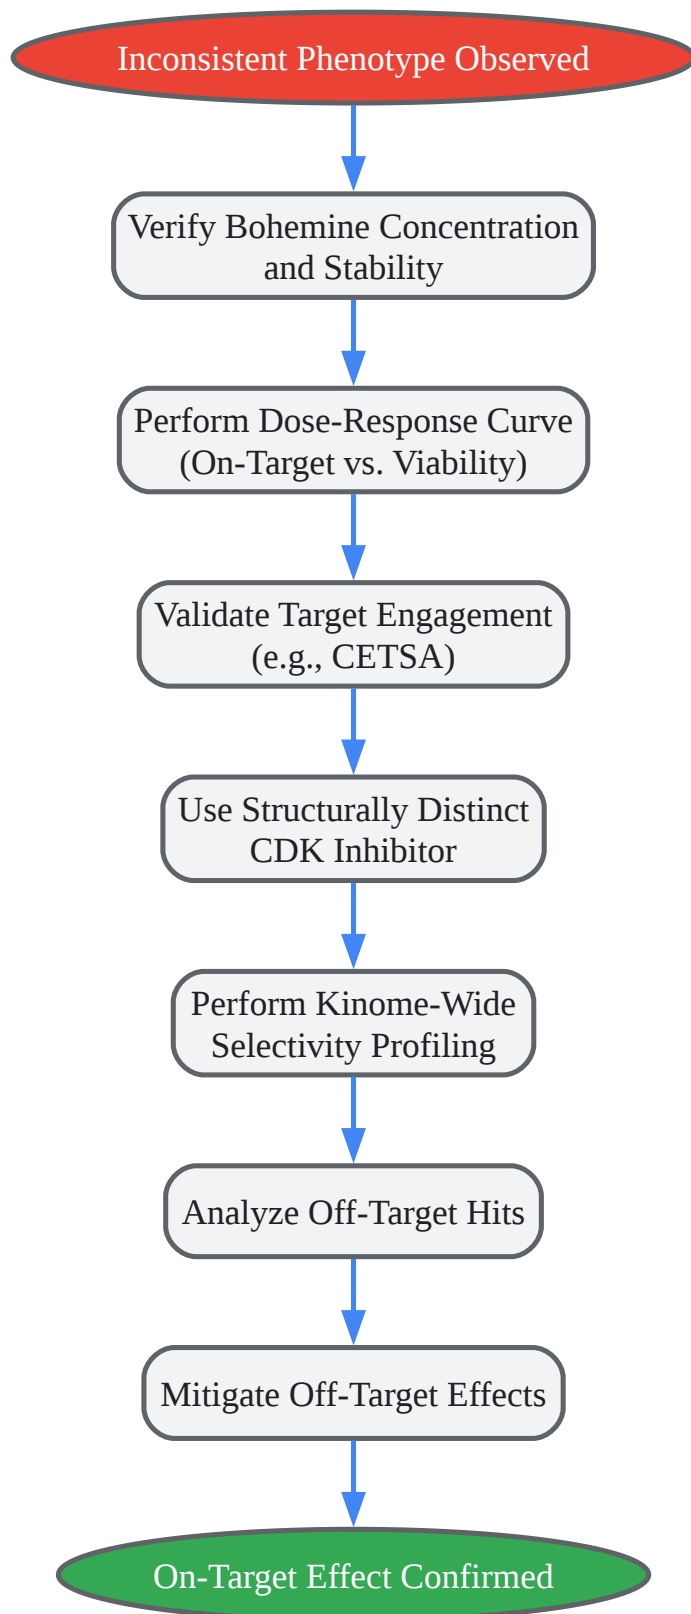 Inconsistent Phenotype Observed
Verify Bohemine Concentration
and Stability
Perform Dose-Response Curve
(On-Target vs. Viability)
Validate Target Engagement
(e.g., CETSA)
Use Structurally Distinct
CDK Inhibitor
Perform Kinome-Wide
Selectivity Profiling
Analyze Off-Target Hits
Mitigate Off-Target Effects
On-Target Effect Confirmed